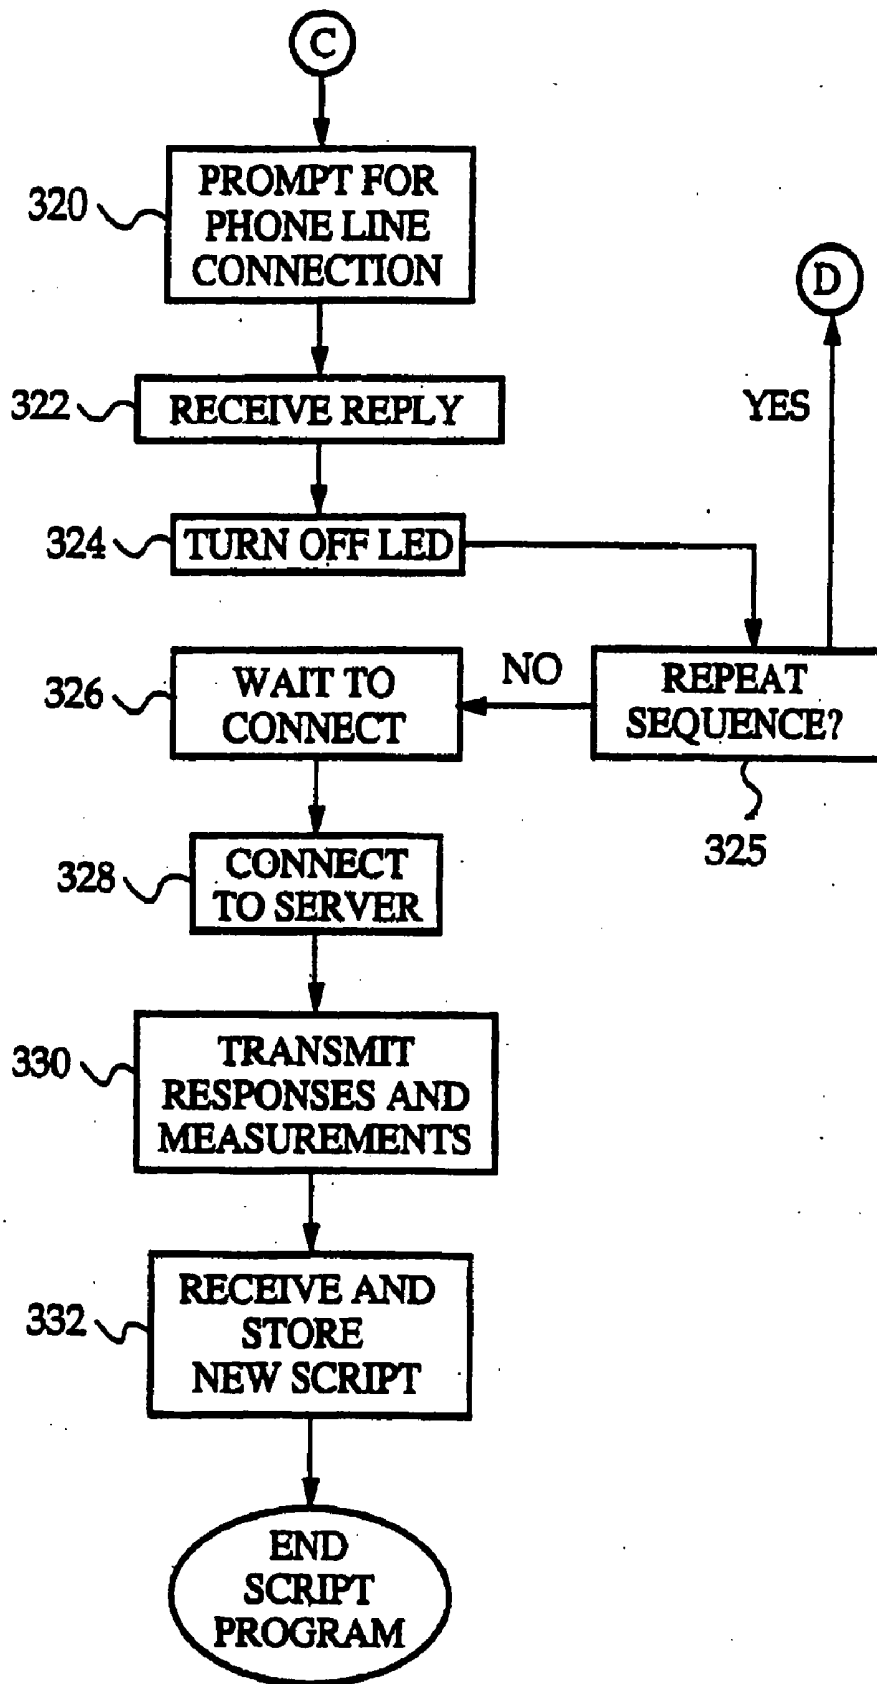 C
320
PROMPT FOR
PHONE LINE
CONNECTION
D
YES
322
RECEIVE REPLY
324
TURN OFF LED
326
WAIT TO
CONNECT
NO
REPEAT
SEQUENCE?
325
328
CONNECT
TO SERVER
330
TRANSMIT
RESPONSES AND
MEASUREMENTS
332
RECEIVE AND
STORE
NEW SCRIPT
END
SCRIPT
PROGRAM